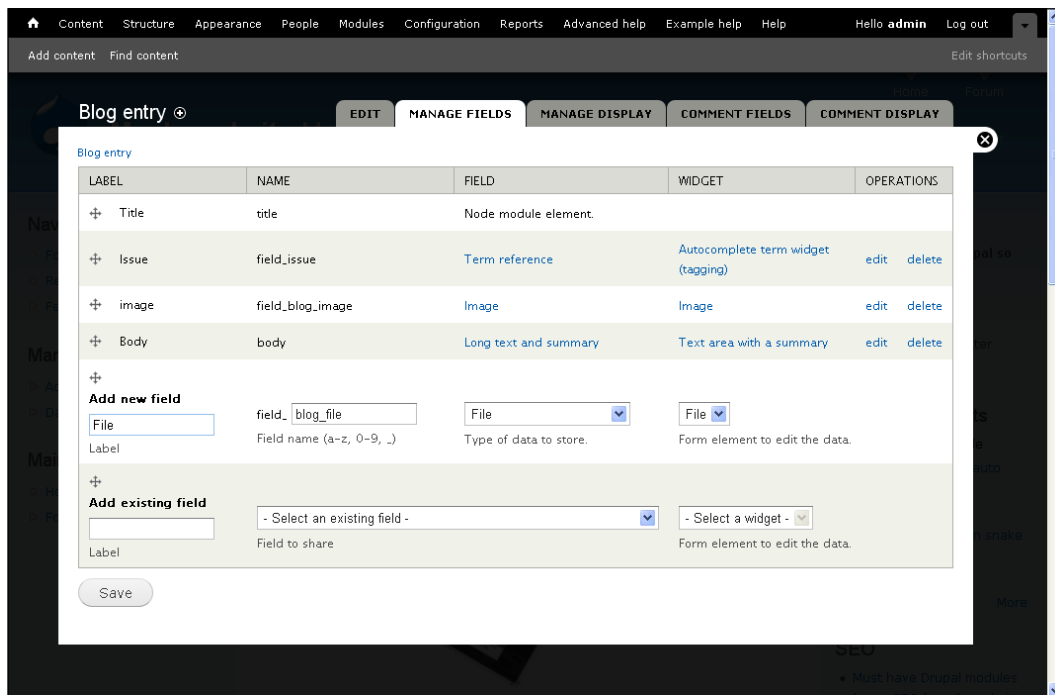 Content Structure Appearance People Modules Configuration Reports Advanced help Example help Help Hello admin Log out
Add content Find content Edit shortcuts
Home Forum
Blog entry EDIT MANAGE FIELDS MANAGE DISPLAY COMMENT FIELDS COMMENT DISPLAY
Blog entry
LABEL NAME FIELD WIDGET OPERATIONS
Title title Node module element.
Issue field_issue Term reference Autocomplete term widget (tagging) edit delete
image field_blog_image Image Image edit delete
Body body Long text and summary Text area with a summary edit delete
Add new field
File field_ blog_file File File
Label Field name (a-z, 0-9, _) Type of data to store. Form element to edit the data.
Add existing field
- Select an existing field - - Select a widget -
Label Field to share Form element to edit the data.
Save
More
SEO
Must have Drupal modules